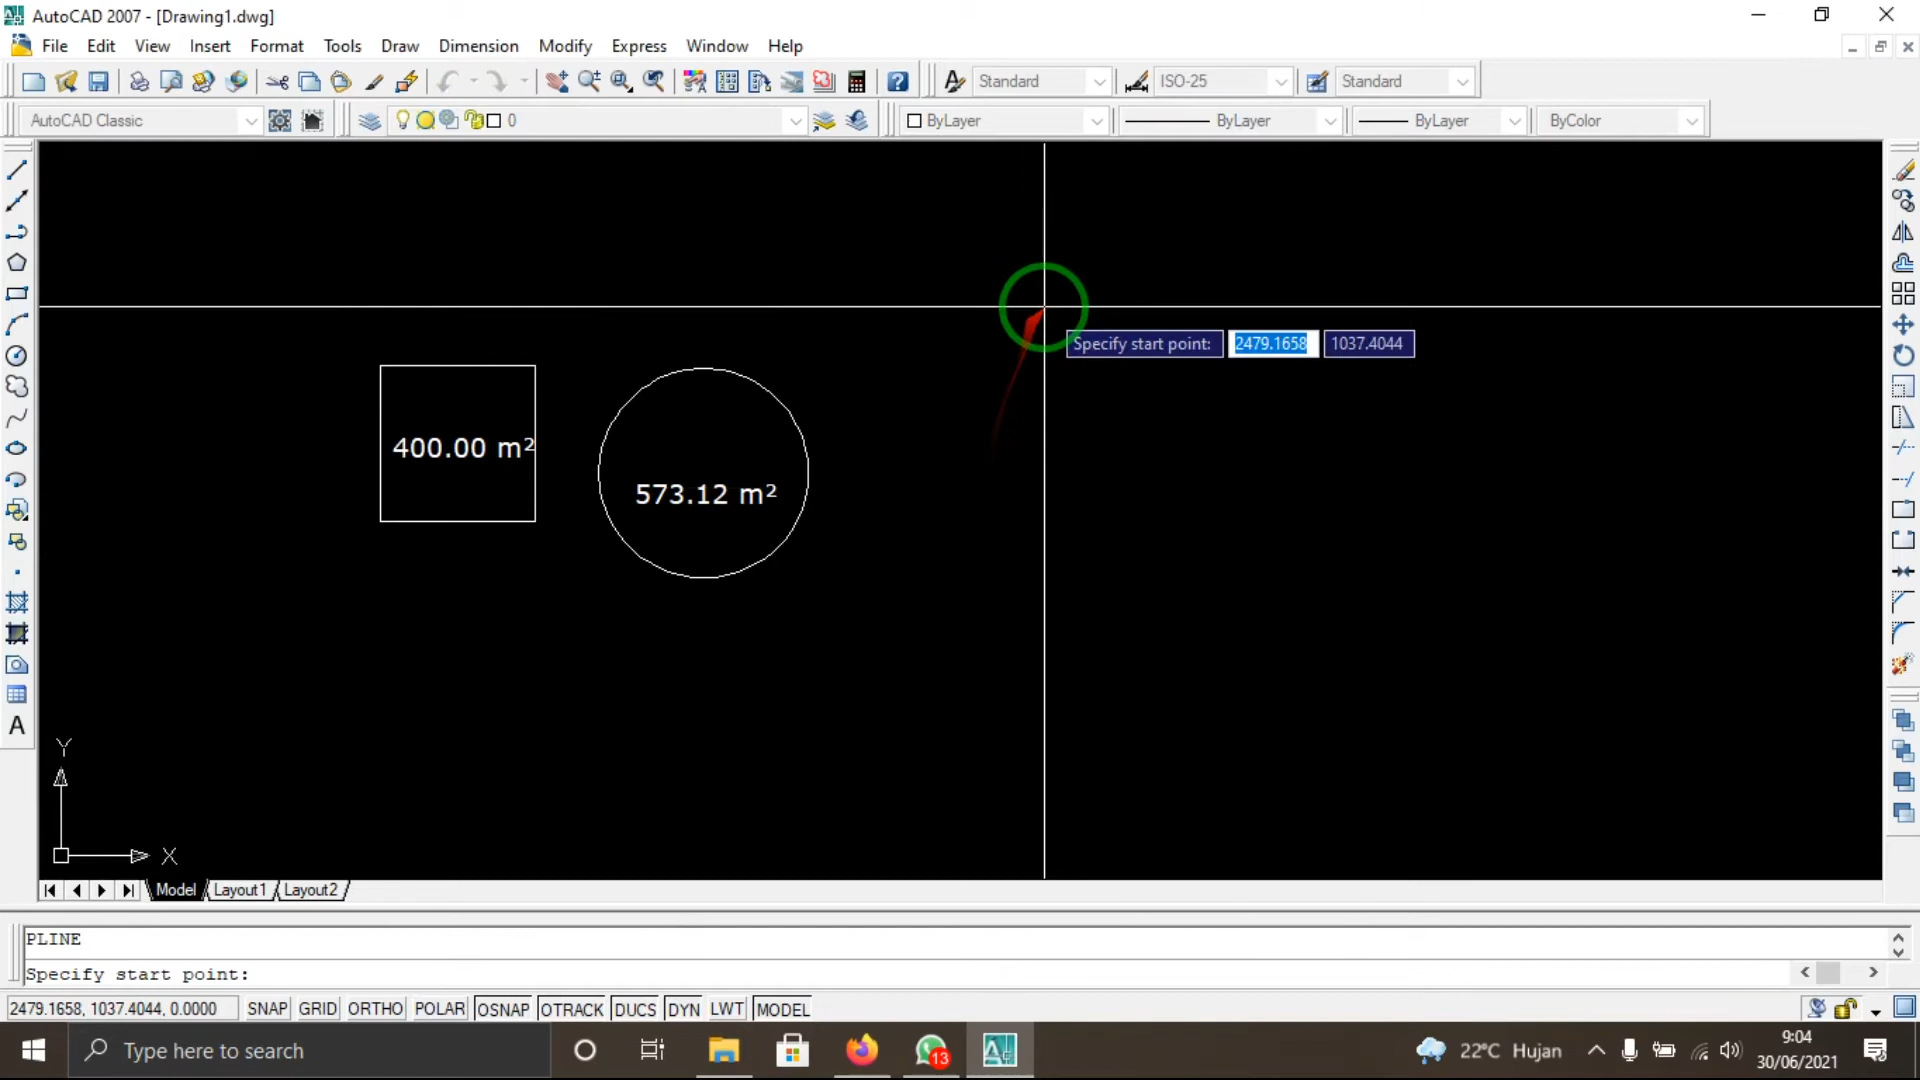 AutoCAD 2007 - [Drawing1.dwg]
File Edit View Insert Format Tools Draw Dimension Modify Express Window Help
Standard ISO-25 Standard
AutoCAD Classic 0 ByLayer ByLayer ByLayer ByColor
Specify start point: 2479.1658 1037.4044
400.00 m²
573.12 m²
Y
X
Model Layout1 Layout2
PLINE
Specify start point:
2479.1658, 1037.4044, 0.0000 SNAP GRID ORTHO POLAR OSNAP OTRACK DUCS DYN LWT MODEL
Type here to search 13 22°C Hujan 9:04
30/06/2021